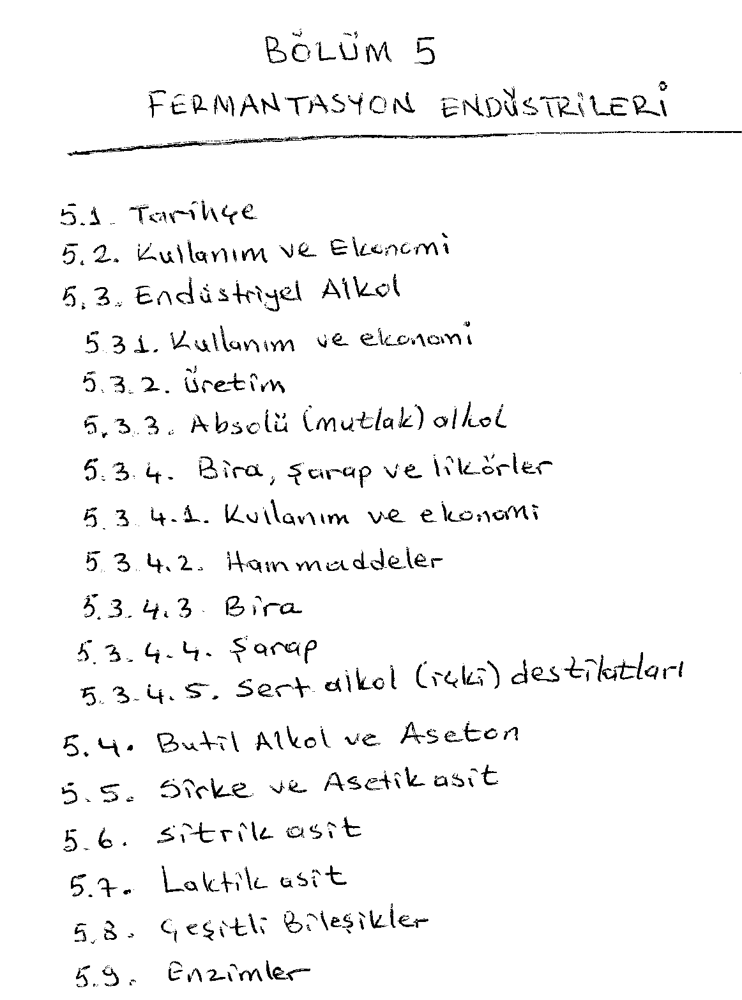 BÖLÜM 5
FERMANTASYON ENDÜSTRİLERİ
5.1. Tarihçe
5.2. Kullanım ve Ekonomi
5.3. Endüstriyel Alkol
5.3.1. Kullanım ve ekonomi
5.3.2. Üretim
5.3.3. Absolü (mutlak) alkol
5.3.4. Bira, şarap ve likörler
5.3.4.1. Kullanım ve ekonomi
5.3.4.2. Hammaddeler
5.3.4.3. Bira
5.3.4.4. Şarap
5.3.4.5. Sert alkol (içki) destilatları
5.4. Butil Alkol ve Aseton
5.5. Sirke ve Asetik asit
5.6. Sitrik asit
5.7. Laktik asit
5.8. Çeşitli Bileşikler
5.9. Enzimler